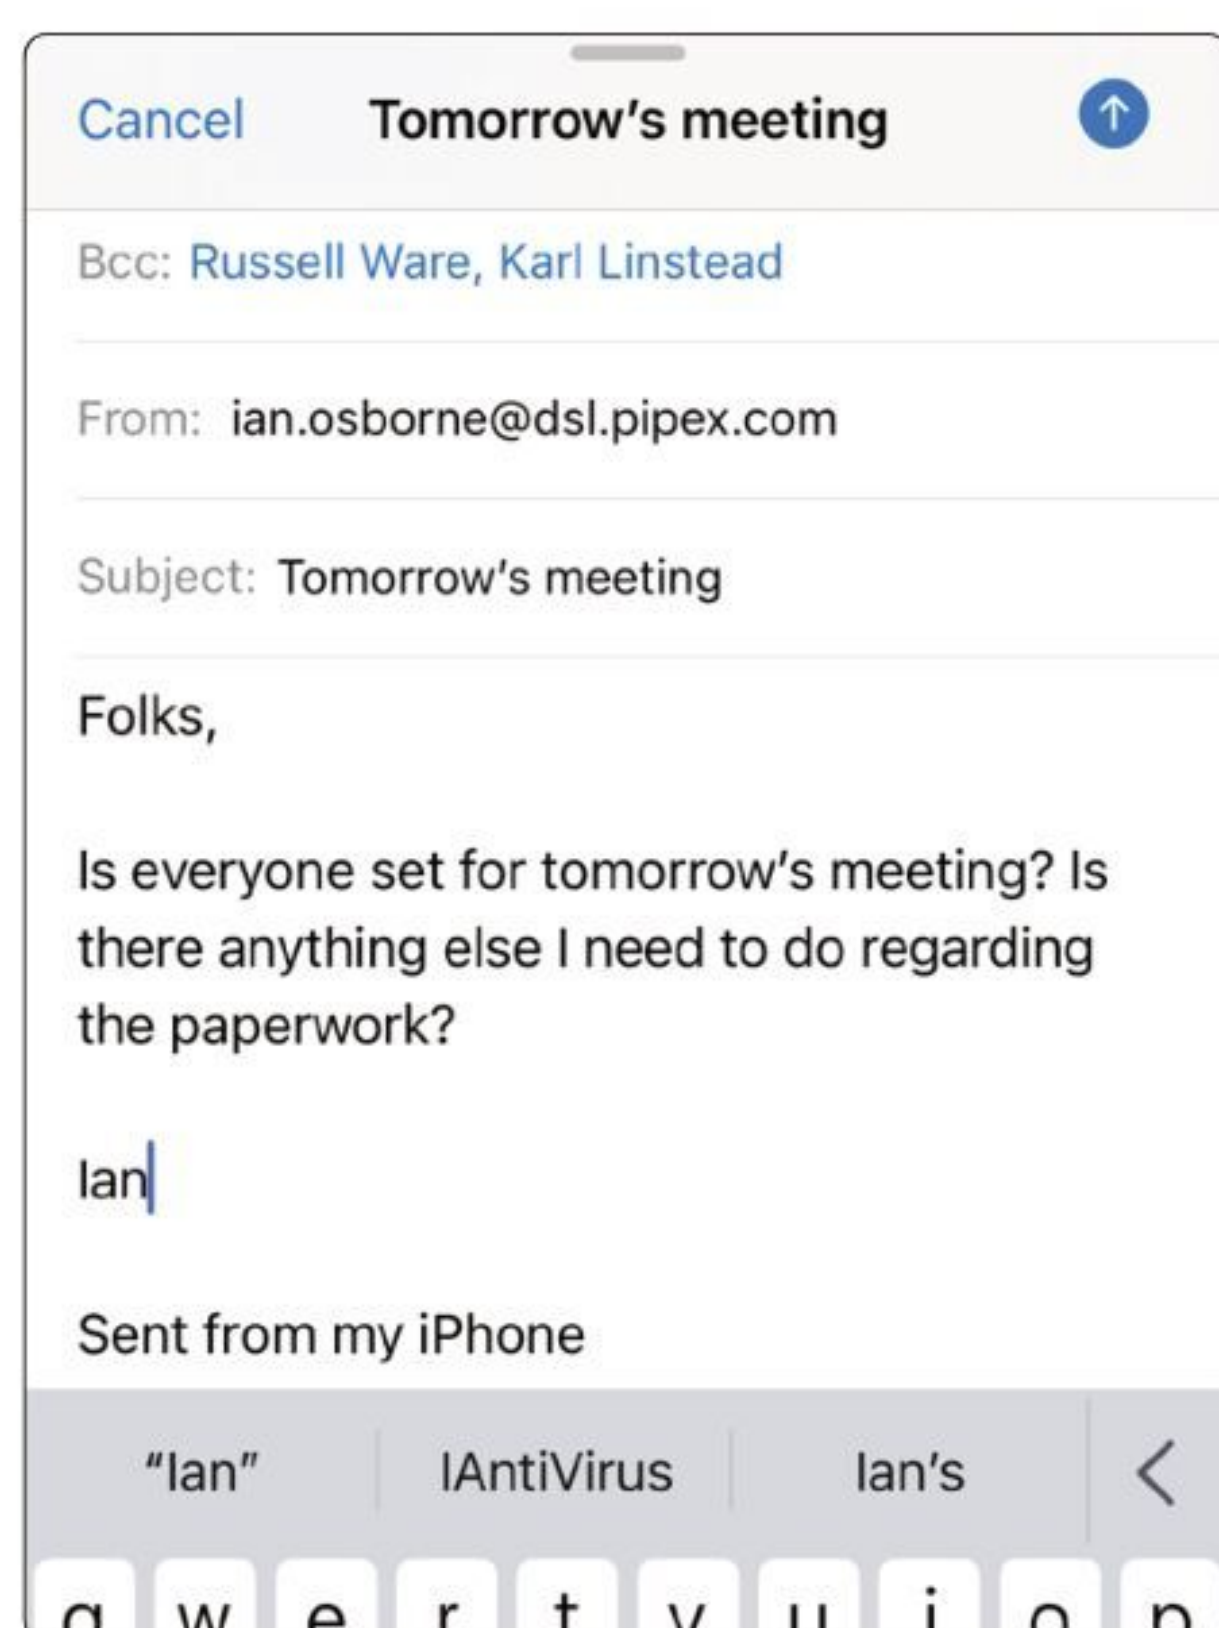 Cancel Tomorrow’s meeting
Bcc: Russell Ware, Karl Linstead
From: ian.osborne@dsl.pipex.com
Subject: Tomorrow’s meeting
Folks,
Is everyone set for tomorrow’s meeting? Is
there anything else I need to do regarding
the paperwork?
Ian
Sent from my iPhone
“Ian” IAntiVirus Ian’s
q w e r t y u i o p